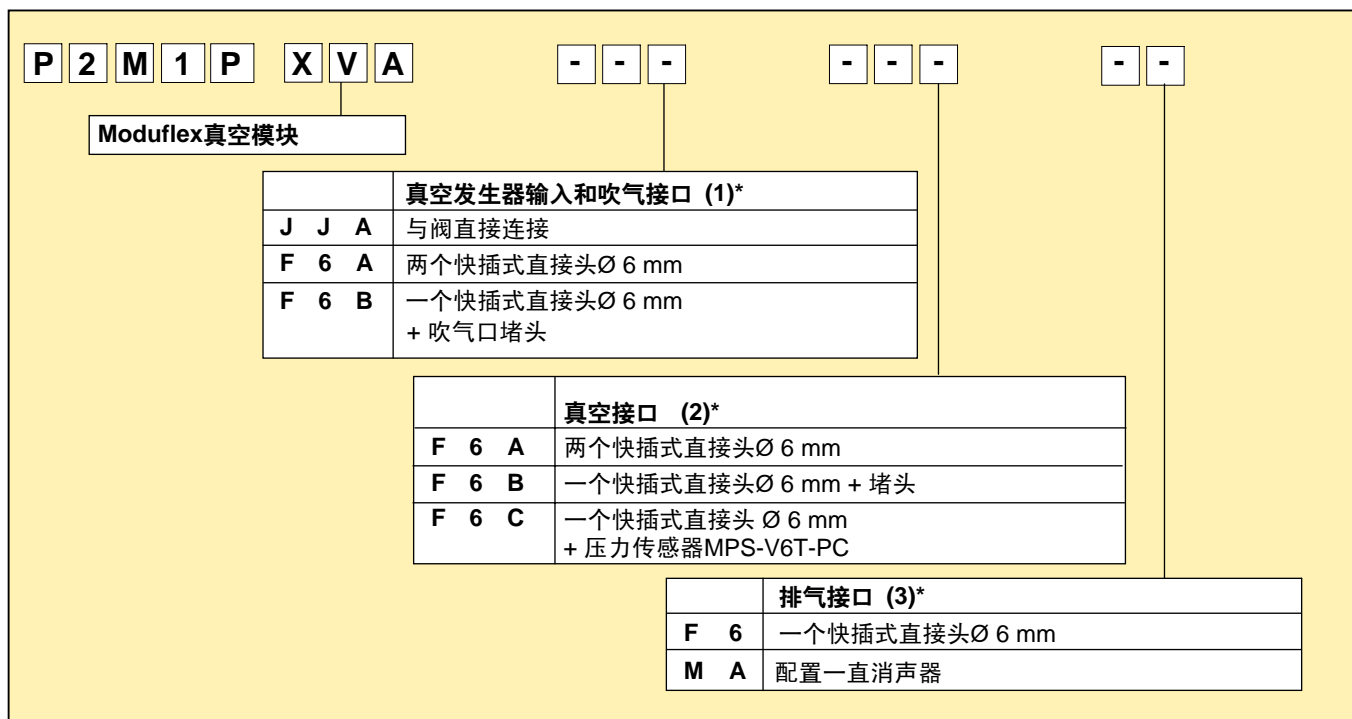 P 2 M 1 P X V A - - - - - - - -
Moduflex真空模块
真空发生器输入和吹气接口 (1)*
J J A 与阀直接连接
F 6 A 两个快插式直接头Ø 6 mm
F 6 B 一个快插式直接头Ø 6 mm
+ 吹气口堵头
真空接口 (2)*
F 6 A 两个快插式直接头Ø 6 mm
F 6 B 一个快插式直接头Ø 6 mm + 堵头
F 6 C 一个快插式直接头 Ø 6 mm
+ 压力传感器MPS-V6T-PC
排气接口 (3)*
F 6 一个快插式直接头Ø 6 mm
M A 配置一直消声器